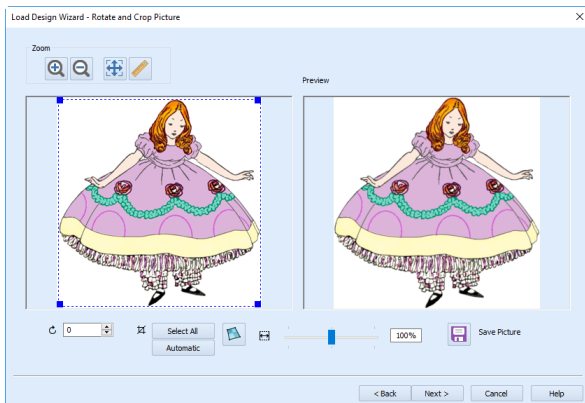 Load Design Wizard - Rotate and Crop Picture
Zoom
Preview
0
Select All
100%
Save Picture
Automatic
< Back Next > Cancel Help